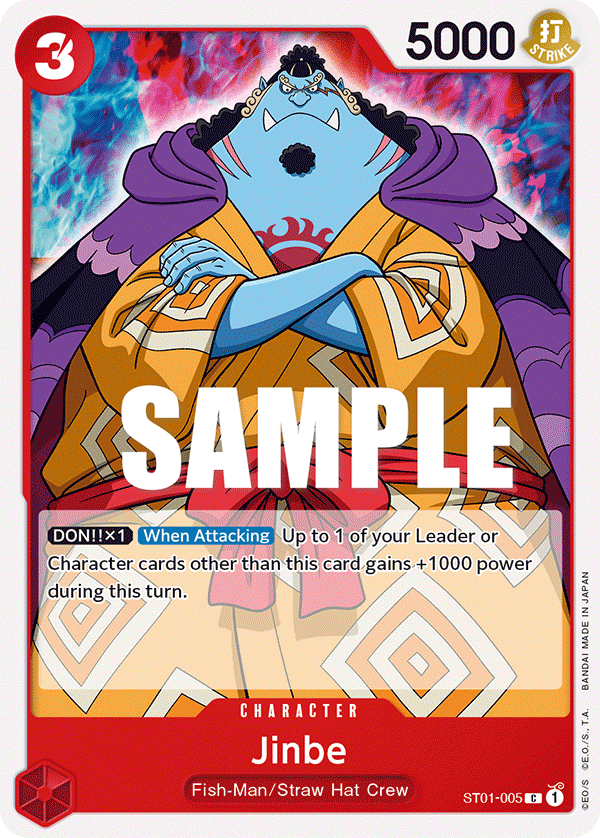 3
5000
打
STRIKE
SAMPLE
DON!!×1 When Attacking Up to 1 of your Leader or
Character cards other than this card gains +1000 power
during this turn.
CHARACTER
Jinbe
Fish-Man/Straw Hat Crew
ST01-005 C 1
©EO/S ©E.O./S., T.A. BANDAI MADE IN JAPAN